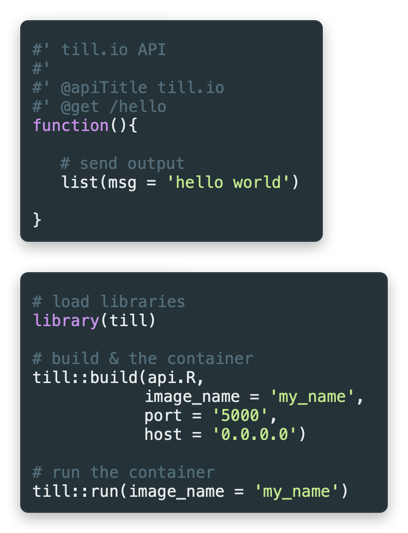 #' till.io API
#'
#' @apiTitle till.io
#' @get /hello
function(){
# send output
list(msg = 'hello world')
}
# load libraries
library(till)
# build & the container
till::build(api.R,
image_name = 'my_name',
port = '5000',
host = '0.0.0.0')
# run the container
till::run(image_name = 'my_name')